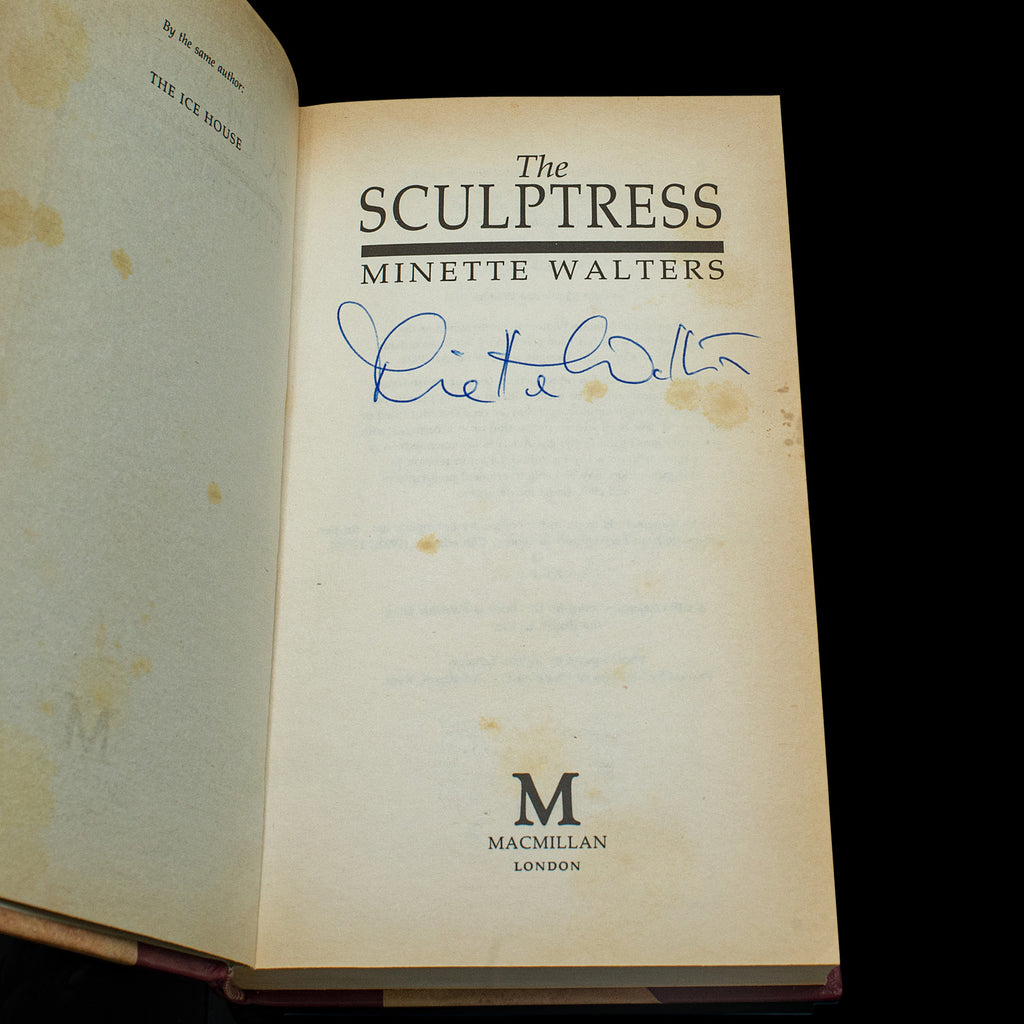 By the same author:
THE ICE HOUSE
The
SCULPTRESS
MINETTE WALTERS
Minette Walters
M
MACMILLAN
LONDON